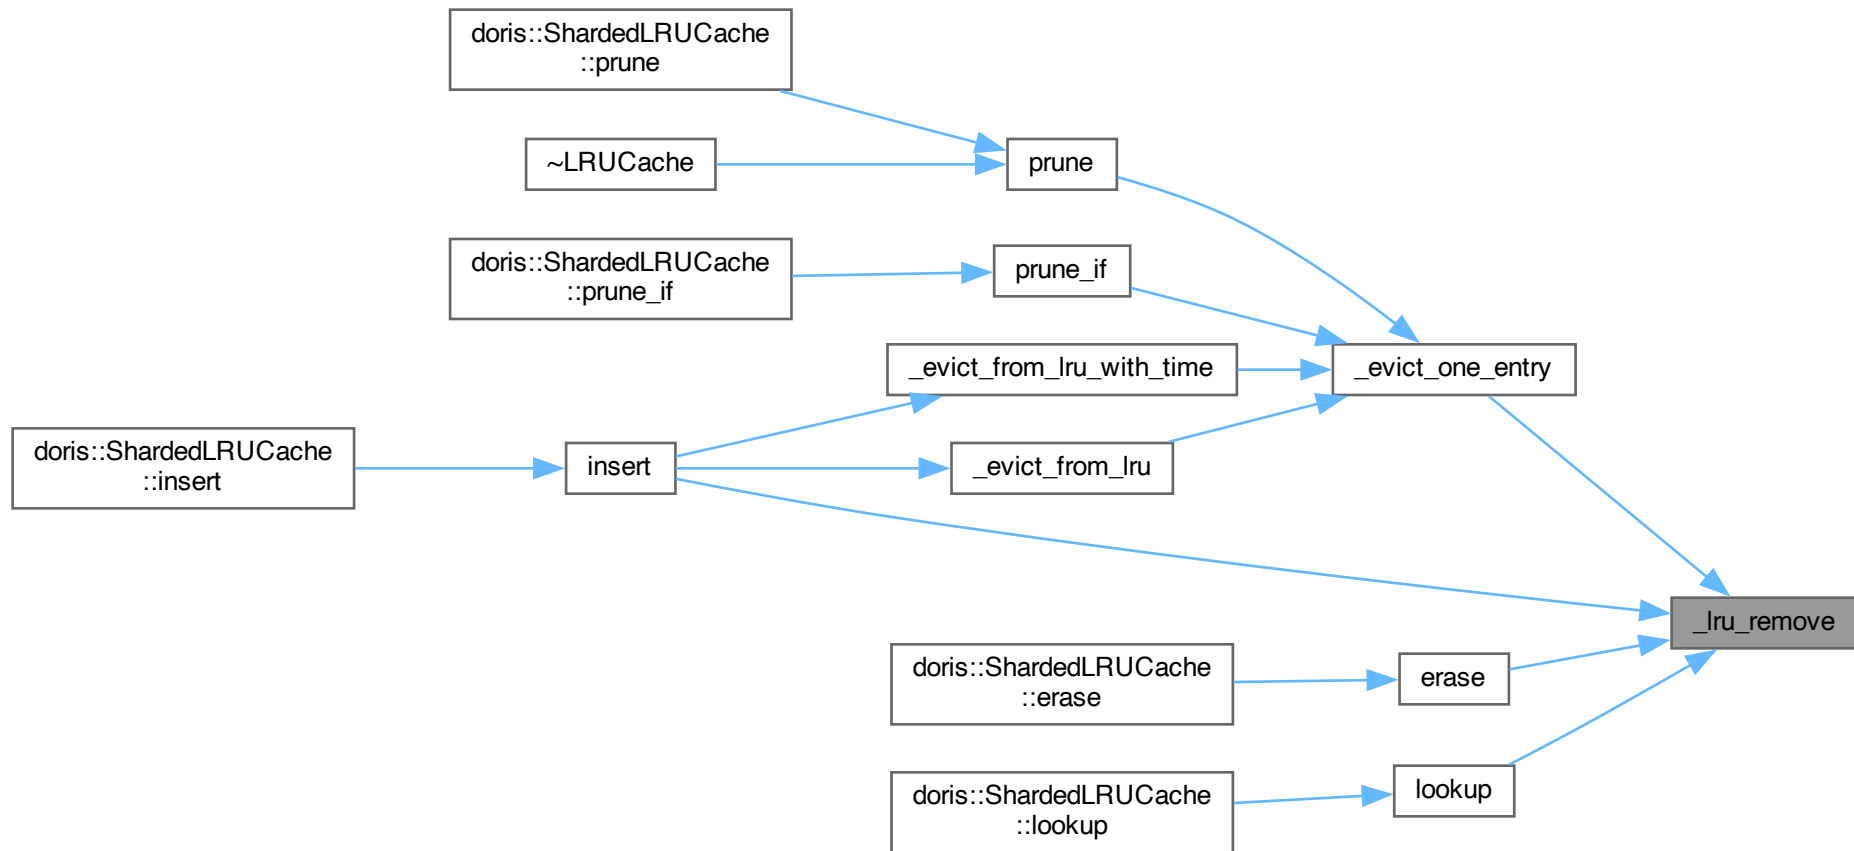 doris::ShardedLRUCache
::prune
~LRUCache
prune
doris::ShardedLRUCache
::prune_if
prune_if
_evict_from_lru_with_time
_evict_one_entry
doris::ShardedLRUCache
::insert
insert
_evict_from_lru
_lru_remove
doris::ShardedLRUCache
::erase
erase
doris::ShardedLRUCache
::lookup
lookup